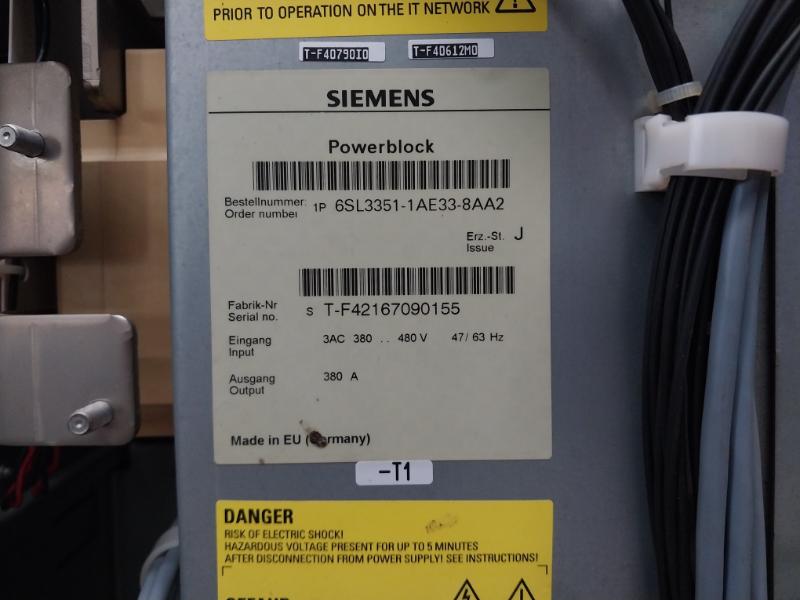 PRIOR TO OPERATION ON THE IT NETWORK
T-F40790IO T-F40612MO
SIEMENS
Powerblock
Bestellnummer: 1P 6SL3351-1AE33-8AA2
Order number
Erz.-St. J
Issue
Fabrik-Nr
Serial no. S T-F42167090155
Eingang 3AC 380 .. 480 V 47/ 63 Hz
Input
Ausgang 380 A
Output
Made in EU (Germany)
-T1
DANGER
RISK OF ELECTRIC SHOCK!
HAZARDOUS VOLTAGE PRESENT FOR UP TO 5 MINUTES
AFTER DISCONNECTION FROM POWER SUPPLY! SEE INSTRUCTIONS!